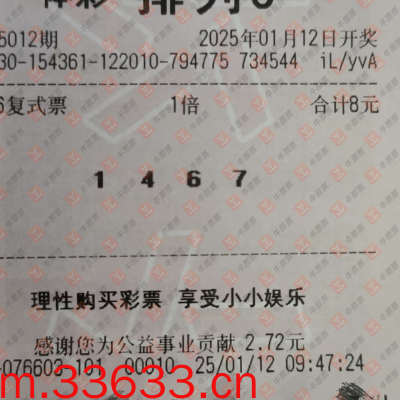 体彩 排列3
5012期 2025年01月12日开奖
30-154361-122010-794775 734544 iL/yvA
6复式票 1倍 合计8元
1 4 6 7
理性购买彩票 享受小小娱乐
感谢您为公益事业贡献 2.72元
-076603-101 00010 25/01/12 09:47:24
m.33633.cn